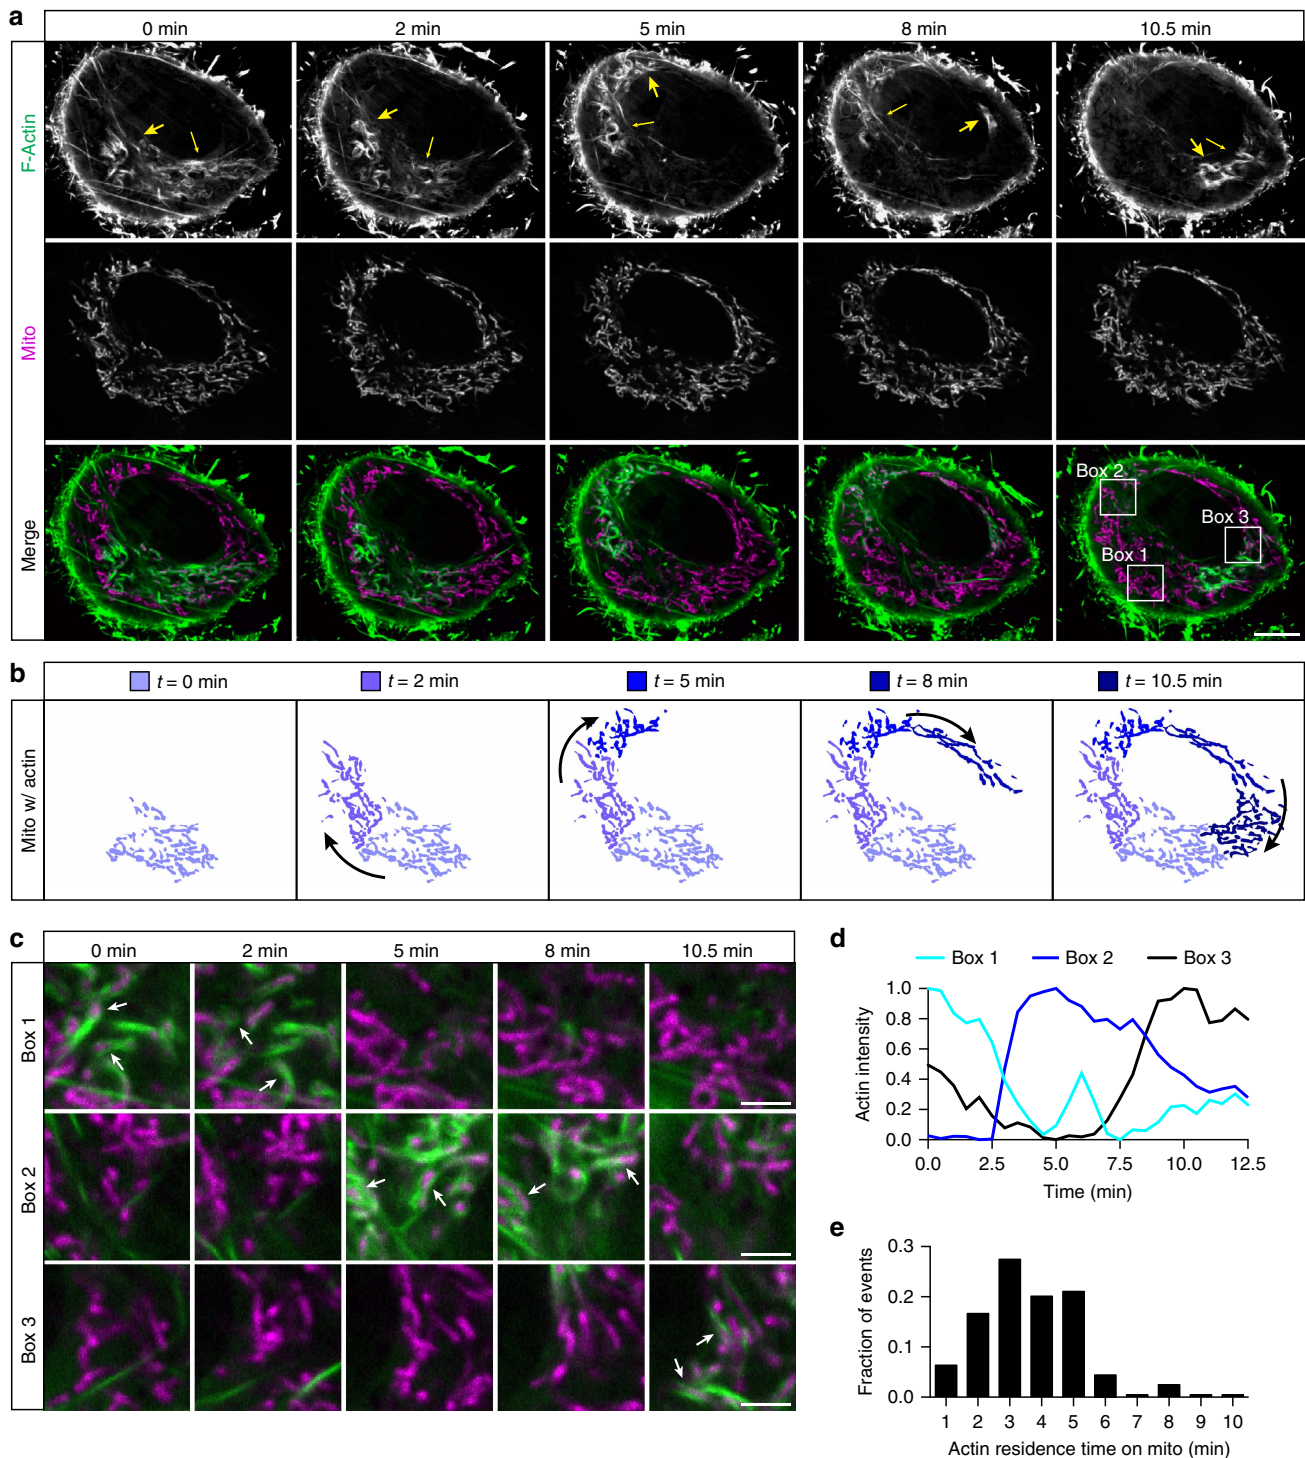 a
0 min 2 min 5 min 8 min 10.5 min
F-Actin
Mito
Merge
Box 2
Box 3
Box 1
b
t = 0 min t = 2 min t = 5 min t = 8 min t = 10.5 min
Mito w/ actin
c
0 min 2 min 5 min 8 min 10.5 min
Box 1
Box 2
Box 3
d
Box 1 Box 2 Box 3
Actin intensity
1.0
0.8
0.6
0.4
0.2
0.0
0.0 2.5 5.0 7.5 10.0 12.5
Time (min)
e
Fraction of events
0.3
0.2
0.1
0.0
1 2 3 4 5 6 7 8 9 10
Actin residence time on mito (min)